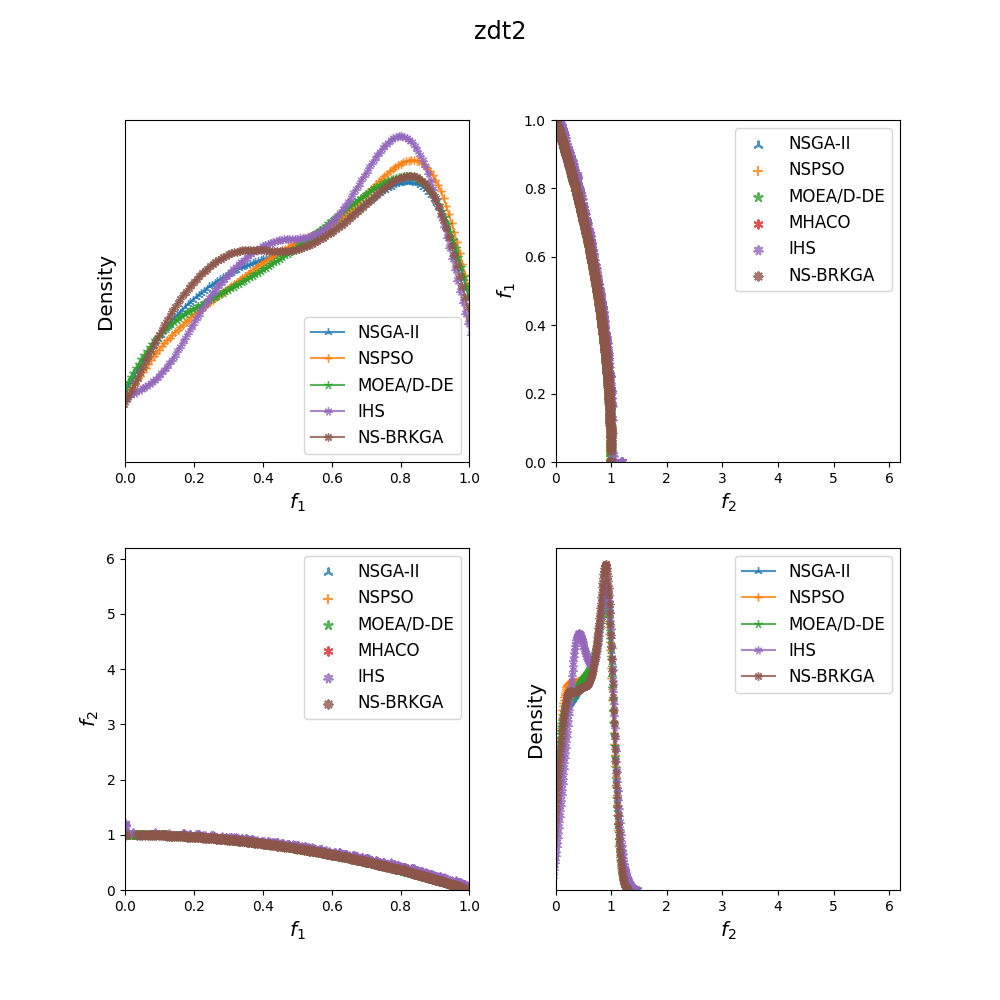 zdt2
Density
NSGA-II
NSPSO
MOEA/D-DE
IHS
NS-BRKGA
0.0 0.2 0.4 0.6 0.8 1.0
f1
f1
1.0
0.8
0.6
0.4
0.2
0.0
NSGA-II
NSPSO
MOEA/D-DE
MHACO
IHS
NS-BRKGA
0 1 2 3 4 5 6
f2
f2
6
5
4
3
2
1
0
NSGA-II
NSPSO
MOEA/D-DE
MHACO
IHS
NS-BRKGA
0.0 0.2 0.4 0.6 0.8 1.0
f1
Density
NSGA-II
NSPSO
MOEA/D-DE
IHS
NS-BRKGA
0 1 2 3 4 5 6
f2